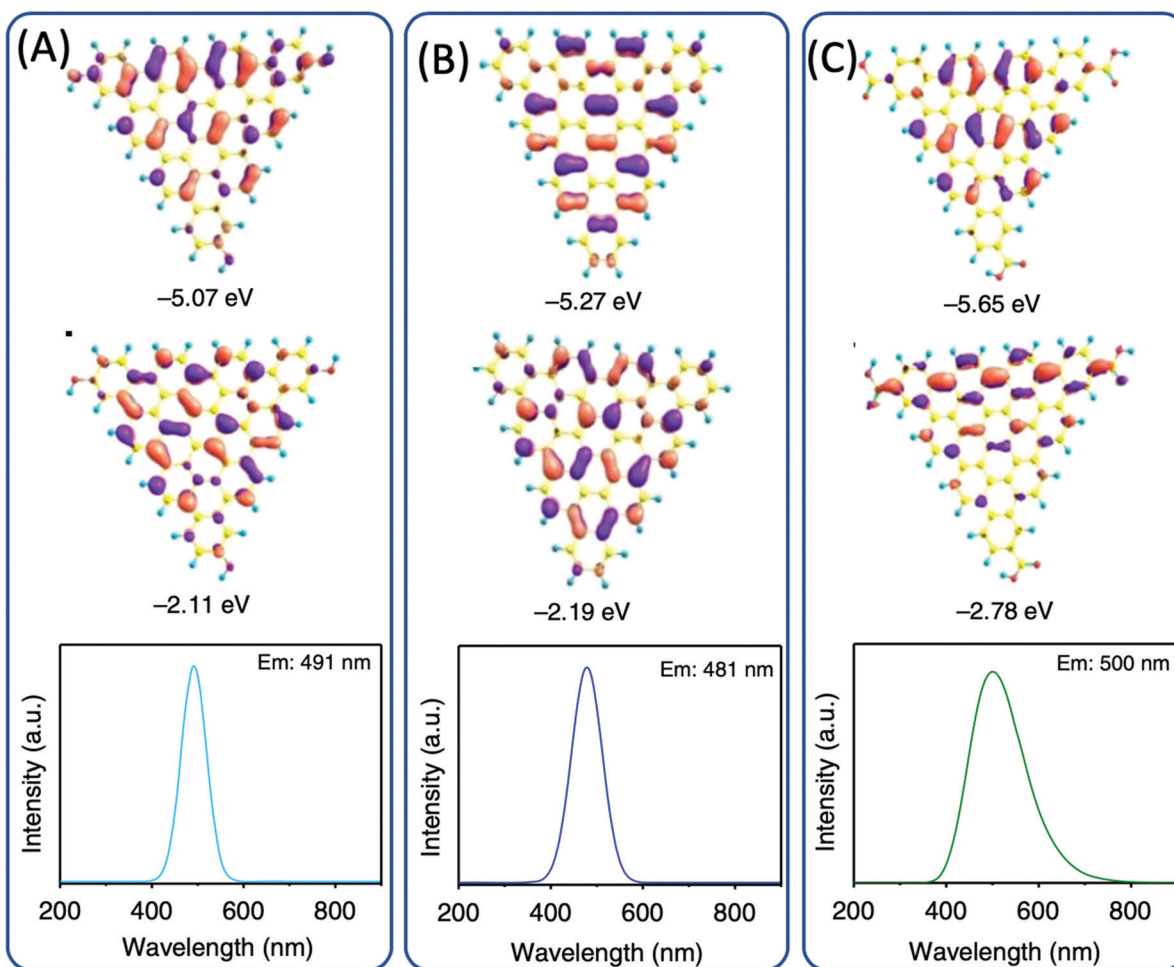 (A)
–5.07 eV
–2.11 eV
Em: 491 nm
Intensity (a.u.)
200 400 600 800
Wavelength (nm)
(B)
–5.27 eV
–2.19 eV
Em: 481 nm
Intensity (a.u.)
200 400 600 800
Wavelength (nm)
(C)
–5.65 eV
–2.78 eV
Em: 500 nm
Intensity (a.u.)
200 400 600 800
Wavelength (nm)